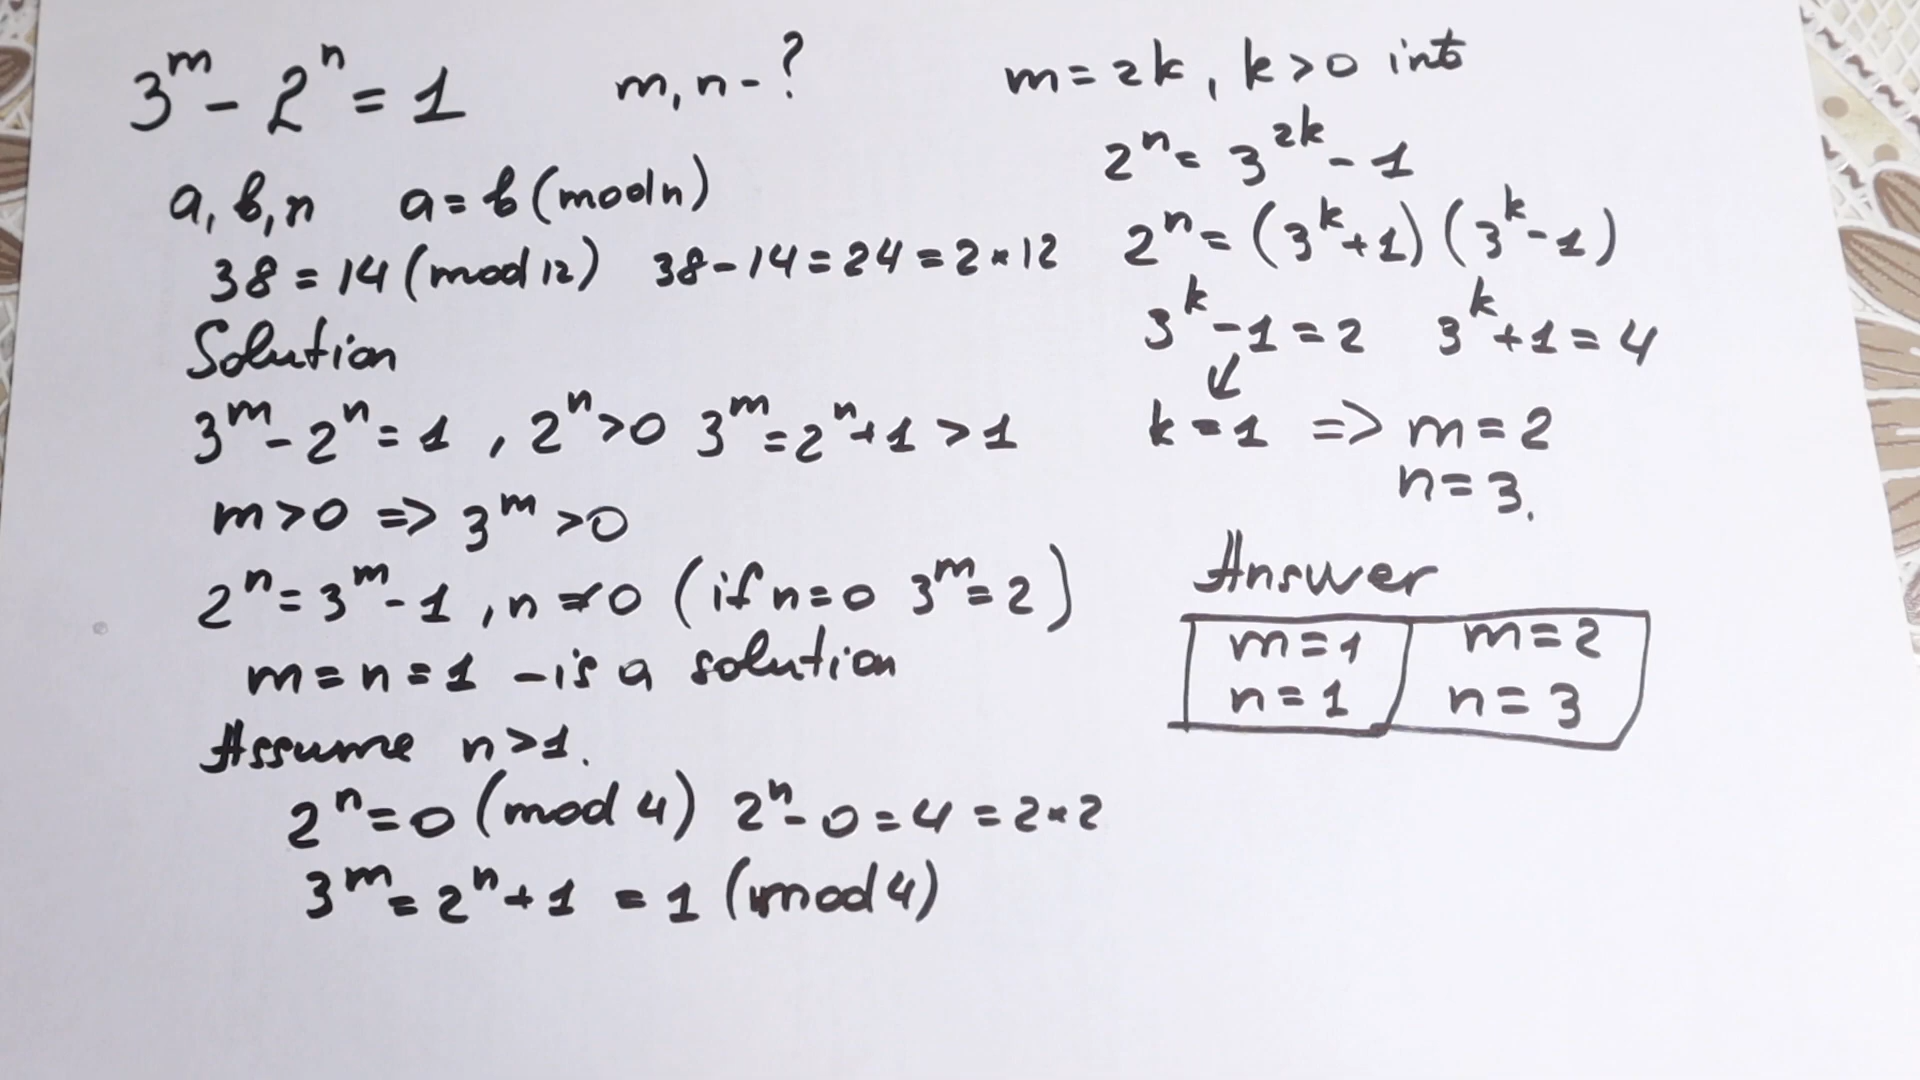 3^m - 2^n = 1 m, n - ?
a, b, n a = b (mod n)
38 = 14 (mod 12) 38 - 14 = 24 = 2 * 12
Solution
3^m - 2^n = 1 , 2^n > 0 3^m = 2^n + 1 > 1
m > 0 => 3^m > 0
2^n = 3^m - 1 , n ≠ 0 (if n = 0 3^m = 2)
m = n = 1 - is a solution
Assume n > 1.
2^n = 0 (mod 4) 2^n - 0 = 4 = 2 * 2
3^m = 2^n + 1 = 1 (mod 4)
m = 2k , k > 0 int
2^n = 3^{2k} - 1
2^n = (3^k + 1) (3^k - 1)
3^k - 1 = 2 3^k + 1 = 4
↙
k = 1 => m = 2
n = 3.
Answer
m = 1 m = 2
n = 1 n = 3